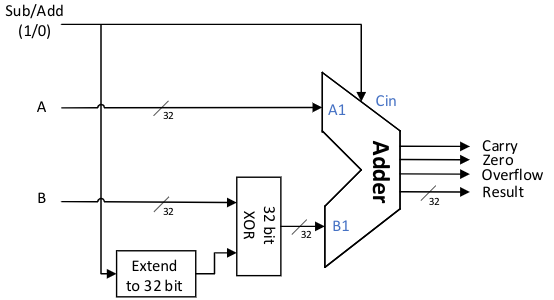 Sub/Add
(1/0)
Cin
A
32
A1
Adder
Carry
Zero
Overflow
Result
32
B
32
32 bit
XOR
32
B1
Extend
to 32 bit